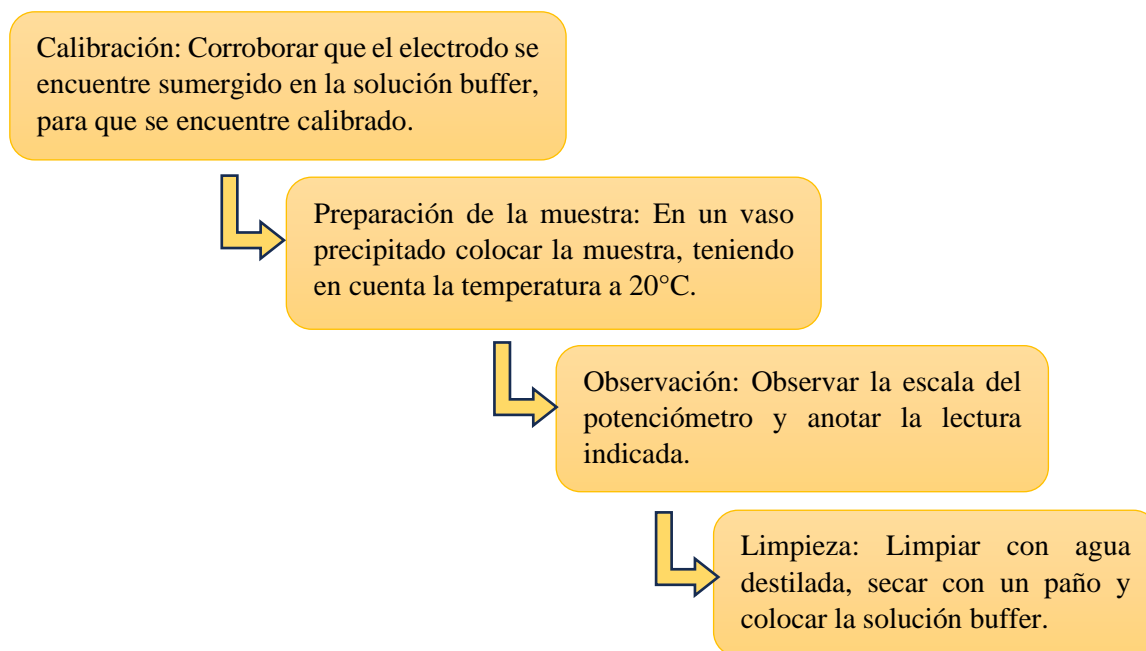 Calibración: Corroborar que el electrodo se
encuentre sumergido en la solución buffer,
para que se encuentre calibrado.
Preparación de la muestra: En un vaso
precipitado colocar la muestra, teniendo
en cuenta la temperatura a 20°C.
Observación: Observar la escala del
potenciómetro y anotar la lectura
indicada.
Limpieza: Limpiar con agua
destilada, secar con un paño y
colocar la solución buffer.